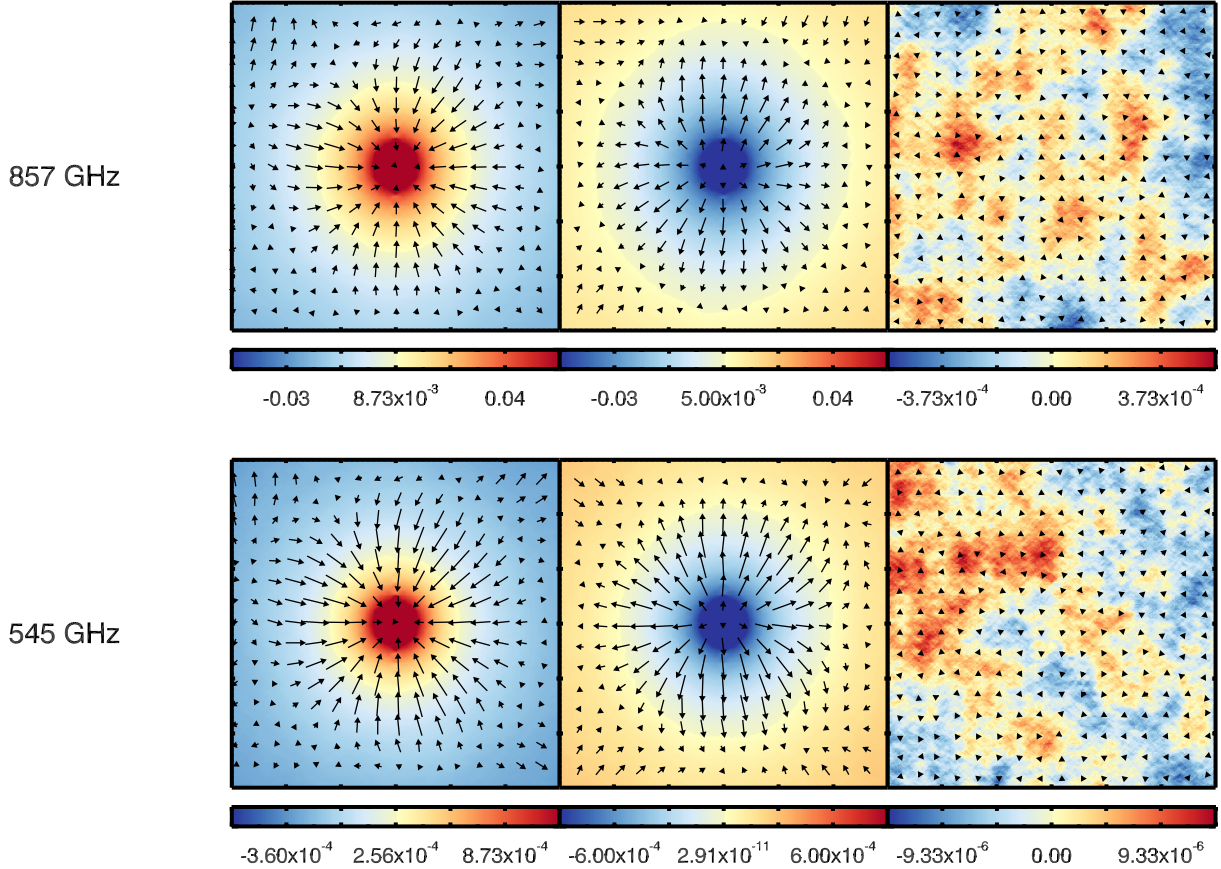 857 GHz
-0.03 8.73x10⁻³ 0.04 -0.03 5.00x10⁻³ 0.04 -3.73x10⁻⁴ 0.00 3.73x10⁻⁴
545 GHz
-3.60x10⁻⁴ 2.56x10⁻⁴ 8.73x10⁻⁴ -6.00x10⁻⁴ 2.91x10⁻¹¹ 6.00x10⁻⁴ -9.33x10⁻⁶ 0.00 9.33x10⁻⁶